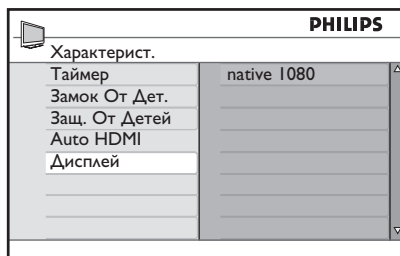 PHILIPS
Характерист.
Таймер native 1080
Замок От Дет.
Защ. От Детей
Auto HDMI
Дисплей